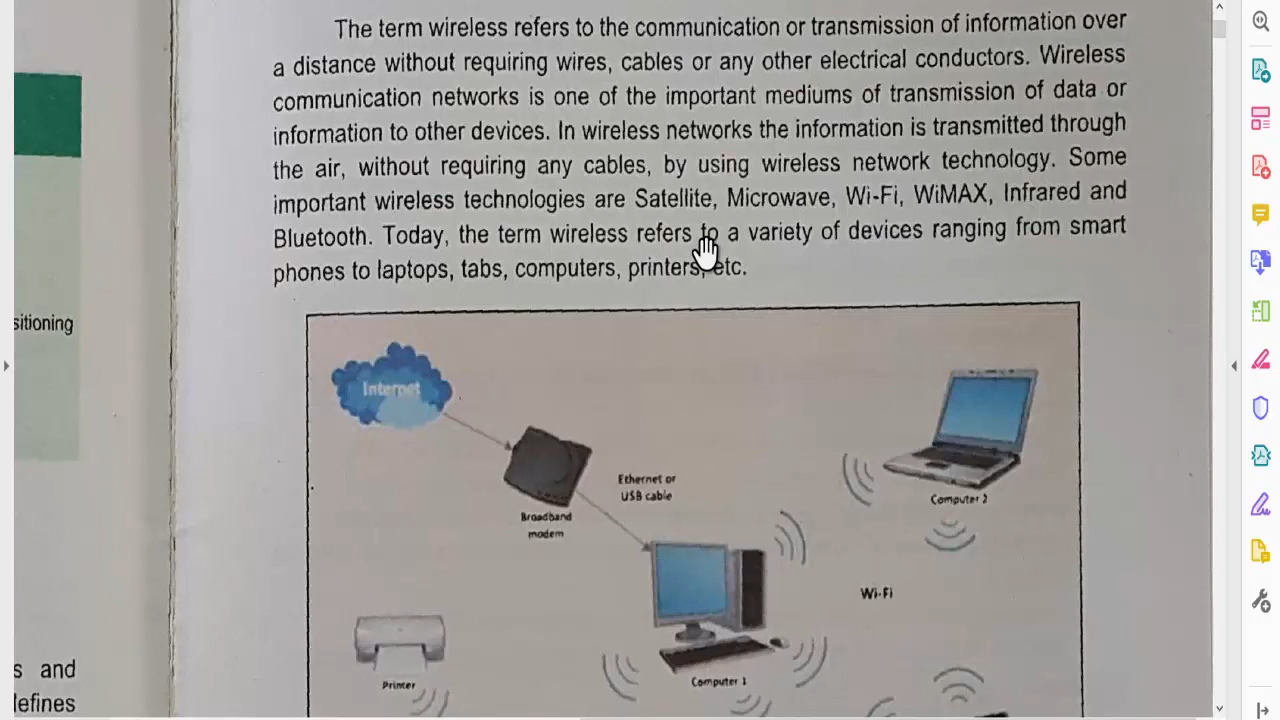 The term wireless refers to the communication or transmission of information over
a distance without requiring wires, cables or any other electrical conductors. Wireless
communication networks is one of the important mediums of transmission of data or
information to other devices. In wireless networks the information is transmitted through
the air, without requiring any cables, by using wireless network technology. Some
important wireless technologies are Satellite, Microwave, Wi-Fi, WiMAX, Infrared and
Bluetooth. Today, the term wireless refers to a variety of devices ranging from smart
phones to laptops, tabs, computers, printers, etc.
sitioning
s and
lefines
Internet
Broadband
modem
Ethernet or
USB cable
Computer 2
Wi-Fi
Printer
Computer 1